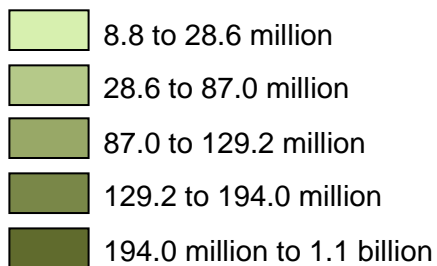 8.8 to 28.6 million
28.6 to 87.0 million
87.0 to 129.2 million
129.2 to 194.0 million
194.0 million to 1.1 billion